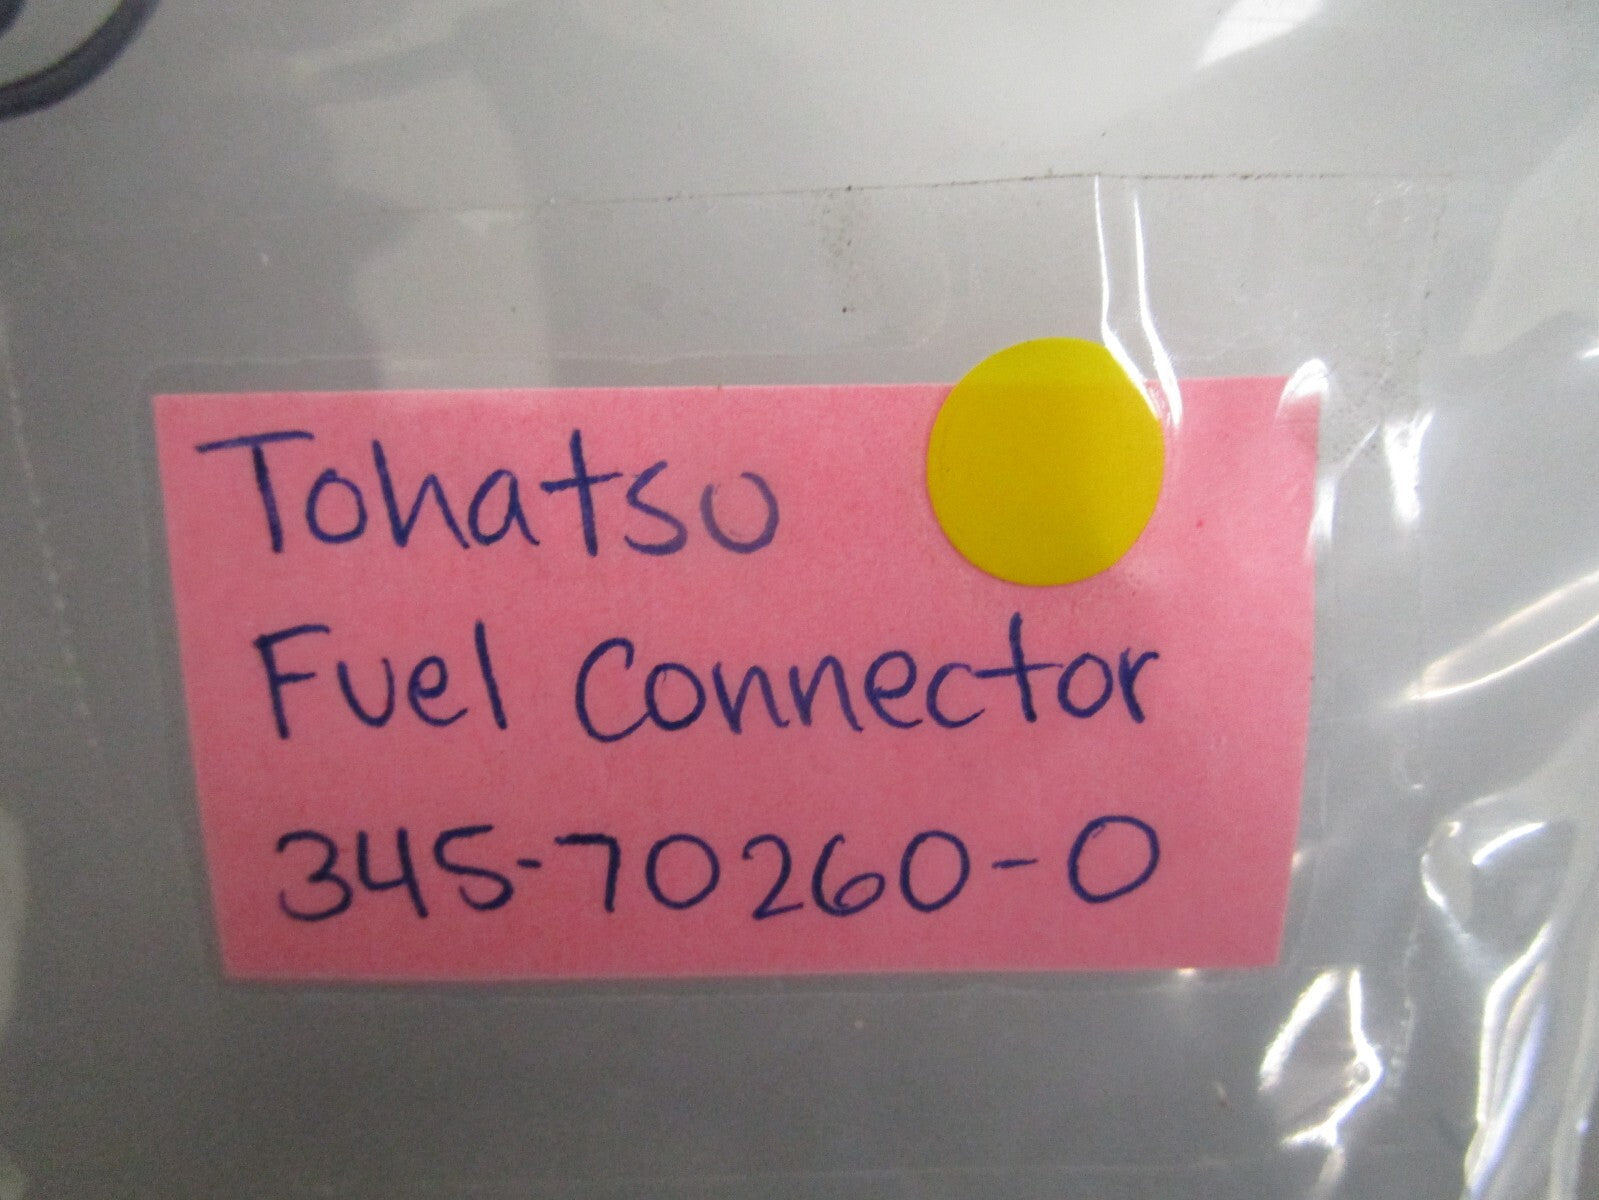 Tohatsu
Fuel Connector
345-70260-0